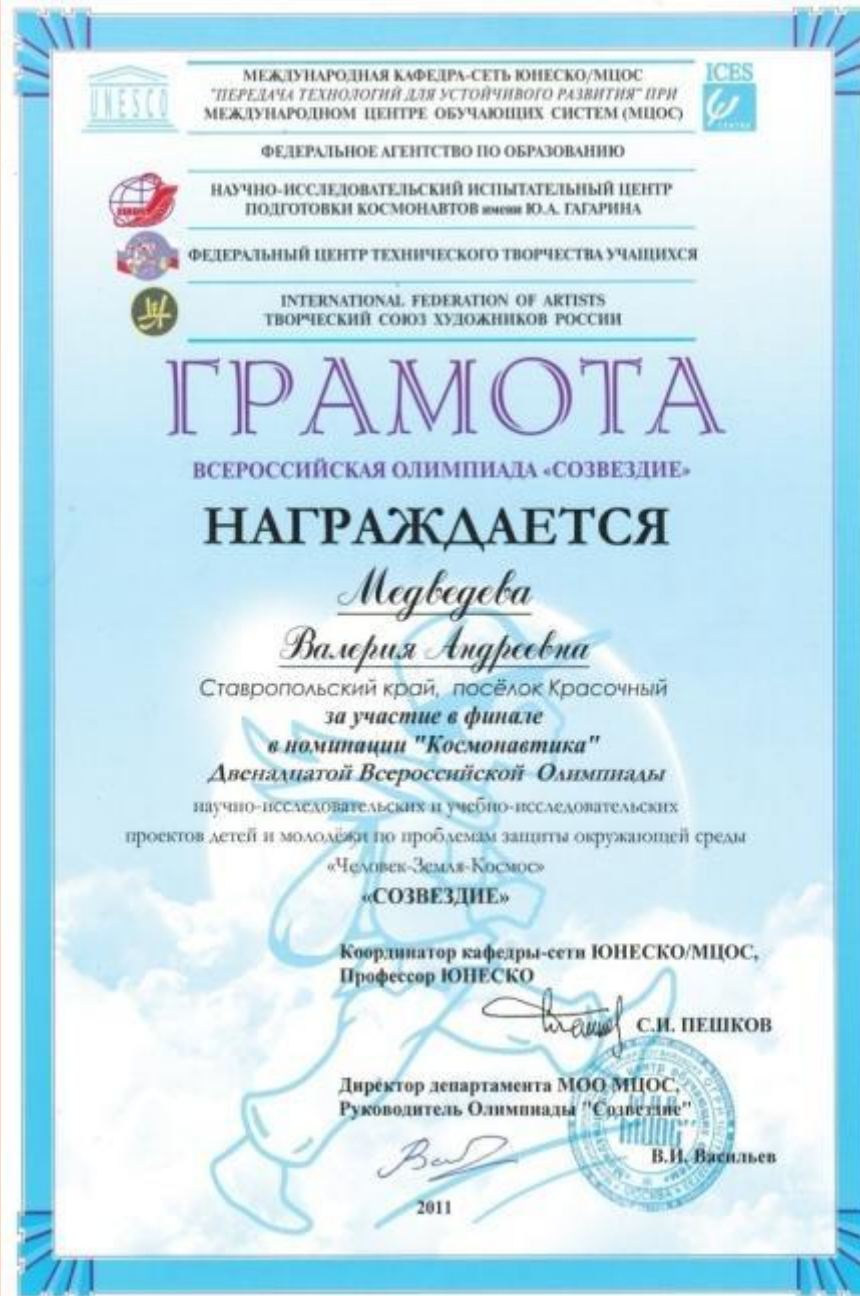 UNESCO
МЕЖДУНАРОДНАЯ КАФЕДРА-СЕТЬ ЮНЕСКО/МЦОС
"ПЕРЕДАЧА ТЕХНОЛОГИЙ ДЛЯ УСТОЙЧИВОГО РАЗВИТИЯ" ПРИ
МЕЖДУНАРОДНОМ ЦЕНТРЕ ОБУЧАЮЩИХ СИСТЕМ (МЦОС)
ICES
CENTRE
ФЕДЕРАЛЬНОЕ АГЕНТСТВО ПО ОБРАЗОВАНИЮ
НАУЧНО-ИССЛЕДОВАТЕЛЬСКИЙ ИСПЫТАТЕЛЬНЫЙ ЦЕНТР
ПОДГОТОВКИ КОСМОНАВТОВ имени Ю.А. ГАГАРИНА
ФЕДЕРАЛЬНЫЙ ЦЕНТР ТЕХНИЧЕСКОГО ТВОРЧЕСТВА УЧАЩИХСЯ
INTERNATIONAL FEDERATION OF ARTISTS
ТВОРЧЕСКИЙ СОЮЗ ХУДОЖНИКОВ РОССИИ
ГРАМОТА
ВСЕРОССИЙСКАЯ ОЛИМПИАДА «СОЗВЕЗДИЕ»
НАГРАЖДАЕТСЯ
Медведева
Валерия Андреевна
Ставропольский край, посёлок Красочный
за участие в финале
в номинации "Космонавтика"
Двенадцатой Всероссийской Олимпиады
научно-исследовательских и учебно-исследовательских
проектов детей и молодёжи по проблемам защиты окружающей среды
«Человек-Земля-Космос»
«СОЗВЕЗДИЕ»
Координатор кафедры-сети ЮНЕСКО/МЦОС,
Профессор ЮНЕСКО
С.И. ПЕШКОВ
Директор департамента МОО МЦОС,
Руководитель Олимпиады "Созвездие"
В.И. Васильев
2011